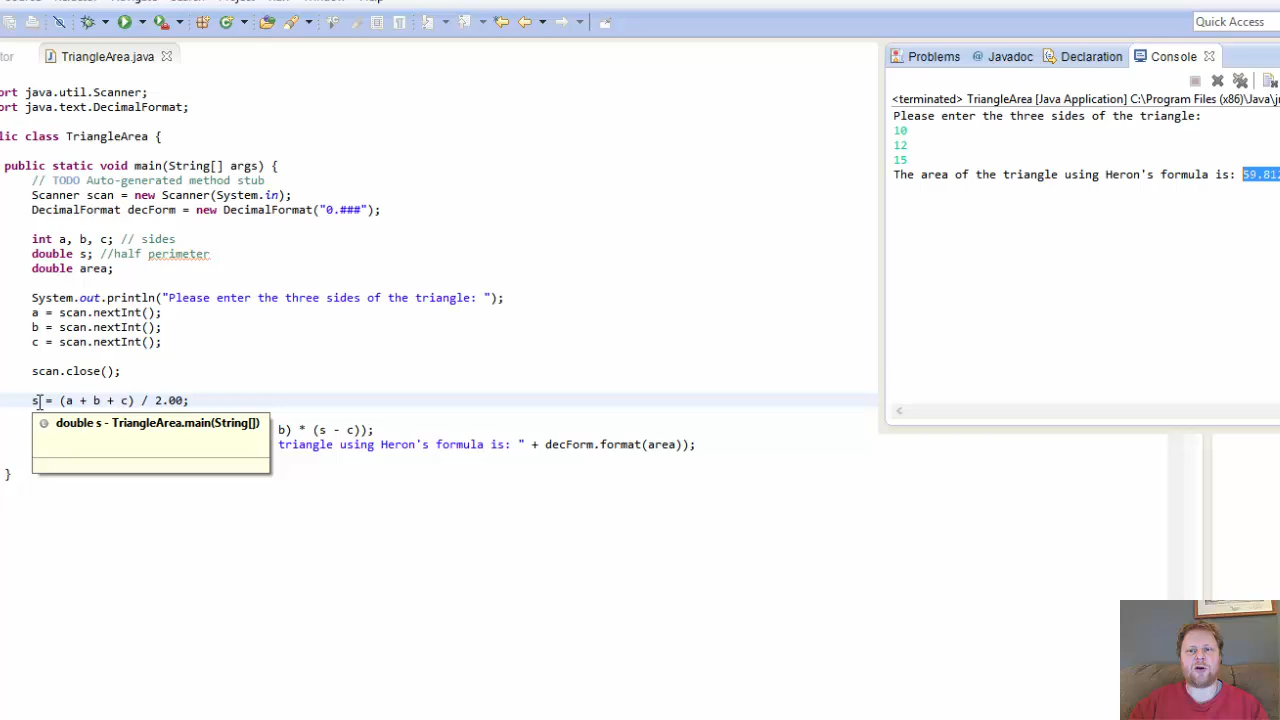 Quick Access
TriangleArea.java
Problems
@ Javadoc
Declaration
Console
ort java.util.Scanner;
ort java.text.DecimalFormat;
lic class TriangleArea {
public static void main(String[] args) {
// TODO Auto-generated method stub
Scanner scan = new Scanner(System.in);
DecimalFormat decForm = new DecimalFormat("0.###");
int a, b, c; // sides
double s; //half perimeter
double area;
System.out.println("Please enter the three sides of the triangle: ");
a = scan.nextInt();
b = scan.nextInt();
c = scan.nextInt();
scan.close();
s = (a + b + c) / 2.00;
double s - TriangleArea.main(String[])
b) * (s - c));
triangle using Heron's formula is: " + decForm.format(area));
}
<terminated> TriangleArea [Java Application] C:\Program Files (x86)\Java\j
Please enter the three sides of the triangle:
10
12
15
The area of the triangle using Heron's formula is: 59.812